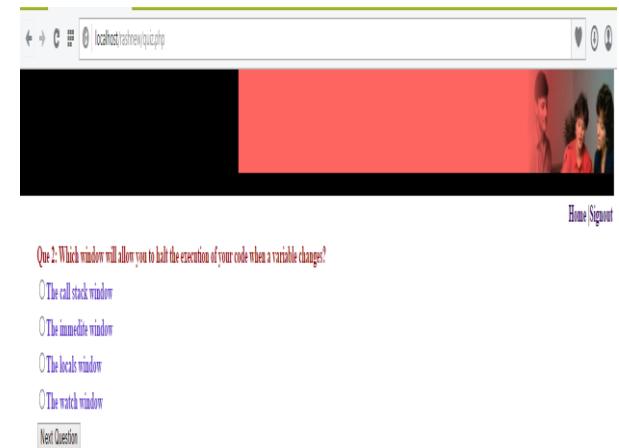 localhost/rashnew/quiz.php
Home |Signout
Que 2: Which window will allow you to halt the execution of your code when a variable changes?
The call stack window
The immedite window
The locals window
The watch window
Next Question